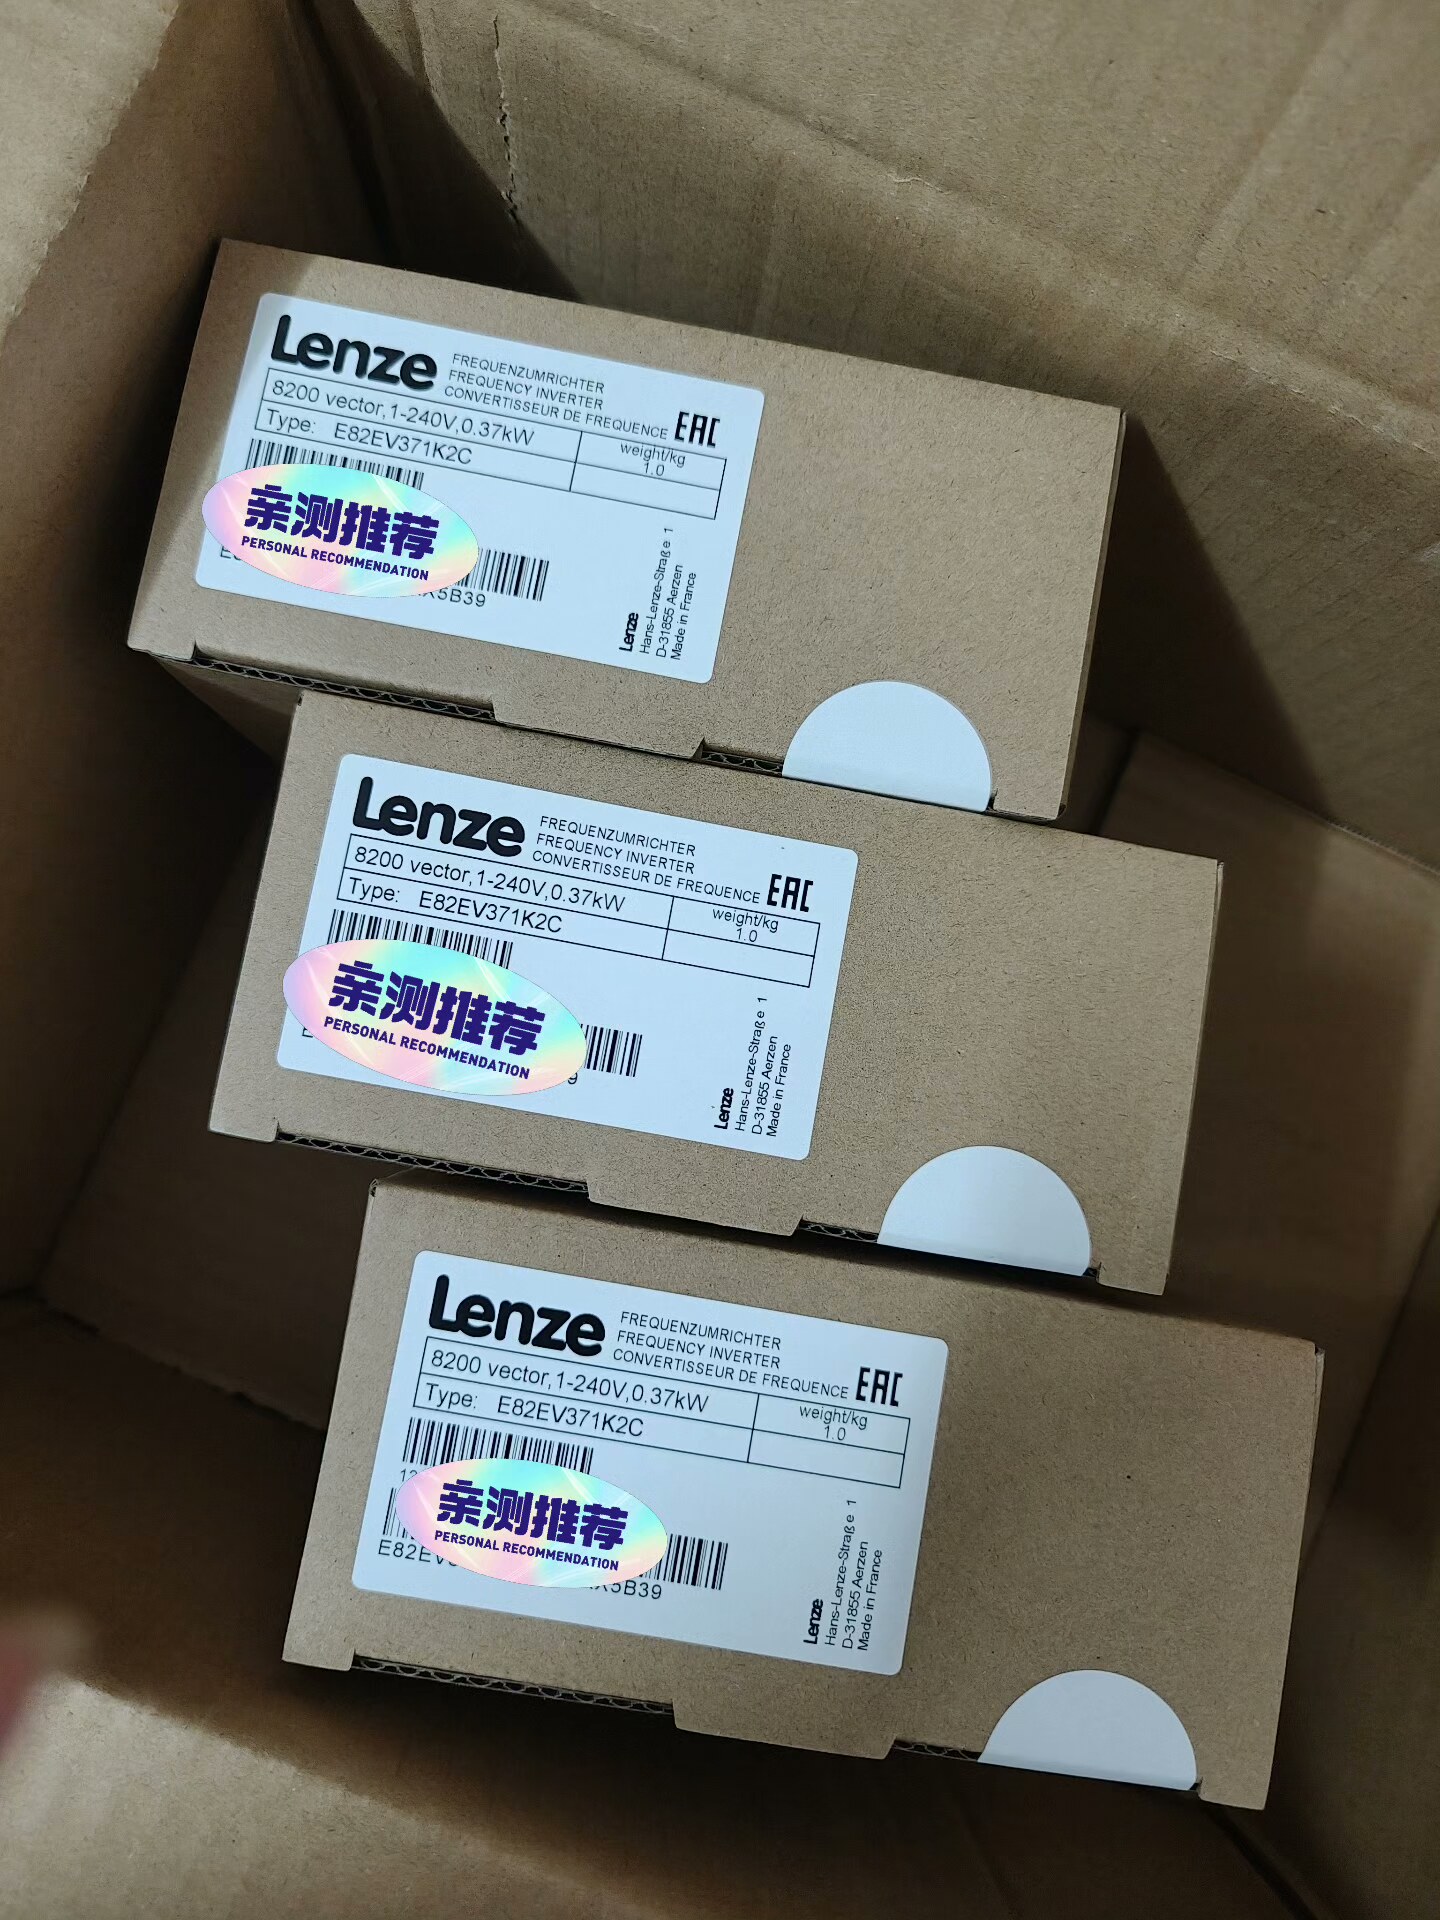 Lenze
FREQUENZUMRICHTER
FREQUENCY INVERTER
CONVERTISSEUR DE FREQUENCE
EAC
8200 vector,1-240V,0.37kW
weight/kg
Type: E82EV371K2C
1.0
亲测推荐
PERSONAL RECOMMENDATION
X5B39
Lenze
Hans-Lenze-Straße 1
D-31855 Aerzen
Made in France
Lenze
FREQUENZUMRICHTER
FREQUENCY INVERTER
CONVERTISSEUR DE FREQUENCE
EAC
8200 vector,1-240V,0.37kW
weight/kg
Type: E82EV371K2C
1.0
亲测推荐
PERSONAL RECOMMENDATION
9
Lenze
Hans-Lenze-Straße 1
D-31855 Aerzen
Made in France
Lenze
FREQUENZUMRICHTER
FREQUENCY INVERTER
CONVERTISSEUR DE FREQUENCE
EAC
8200 vector,1-240V,0.37kW
weight/kg
Type: E82EV371K2C
1.0
亲测推荐
PERSONAL RECOMMENDATION
E82EV X5B39
Lenze
Hans-Lenze-Straße 1
D-31855 Aerzen
Made in France